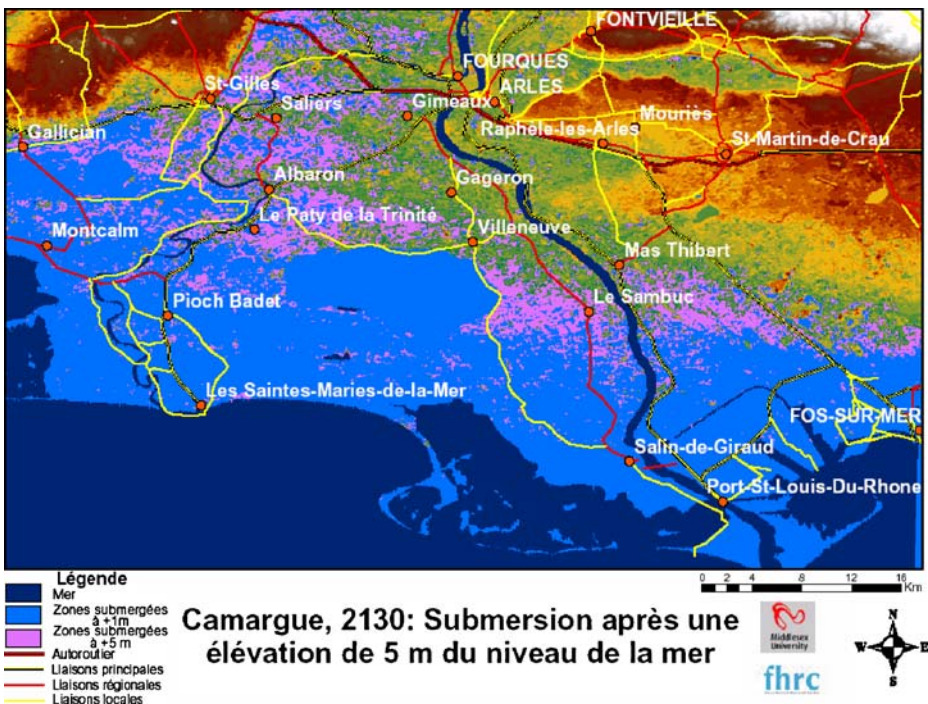 FONTVIEILLE
FOURQUES
St-Gilles
ARLES
Saliers
Gimeaux
Mouriès
Raphèle-les-Arles
Gallician
St-Martin-de-Crau
Albaron
Gageron
Le Paty de la Trinité
Montcalm
Villeneuve
Mas Thibert
Pioch Badet
Le Sambuc
Les Saintes-Maries-de-la-Mer
FOS-SUR-MER
Salin-de-Giraud
Port-St-Louis-Du-Rhone
Légende
Mer
Zones submergées
à +1m
Zones submergées
à +5 m
Autoroutier
Liaisons principales
Liaisons régionales
Liaisons locales
Camargue, 2130: Submersion après une
élévation de 5 m du niveau de la mer
0 2 4 8 12 16
Km
Middlesex
University
fhrc
N
W E
S